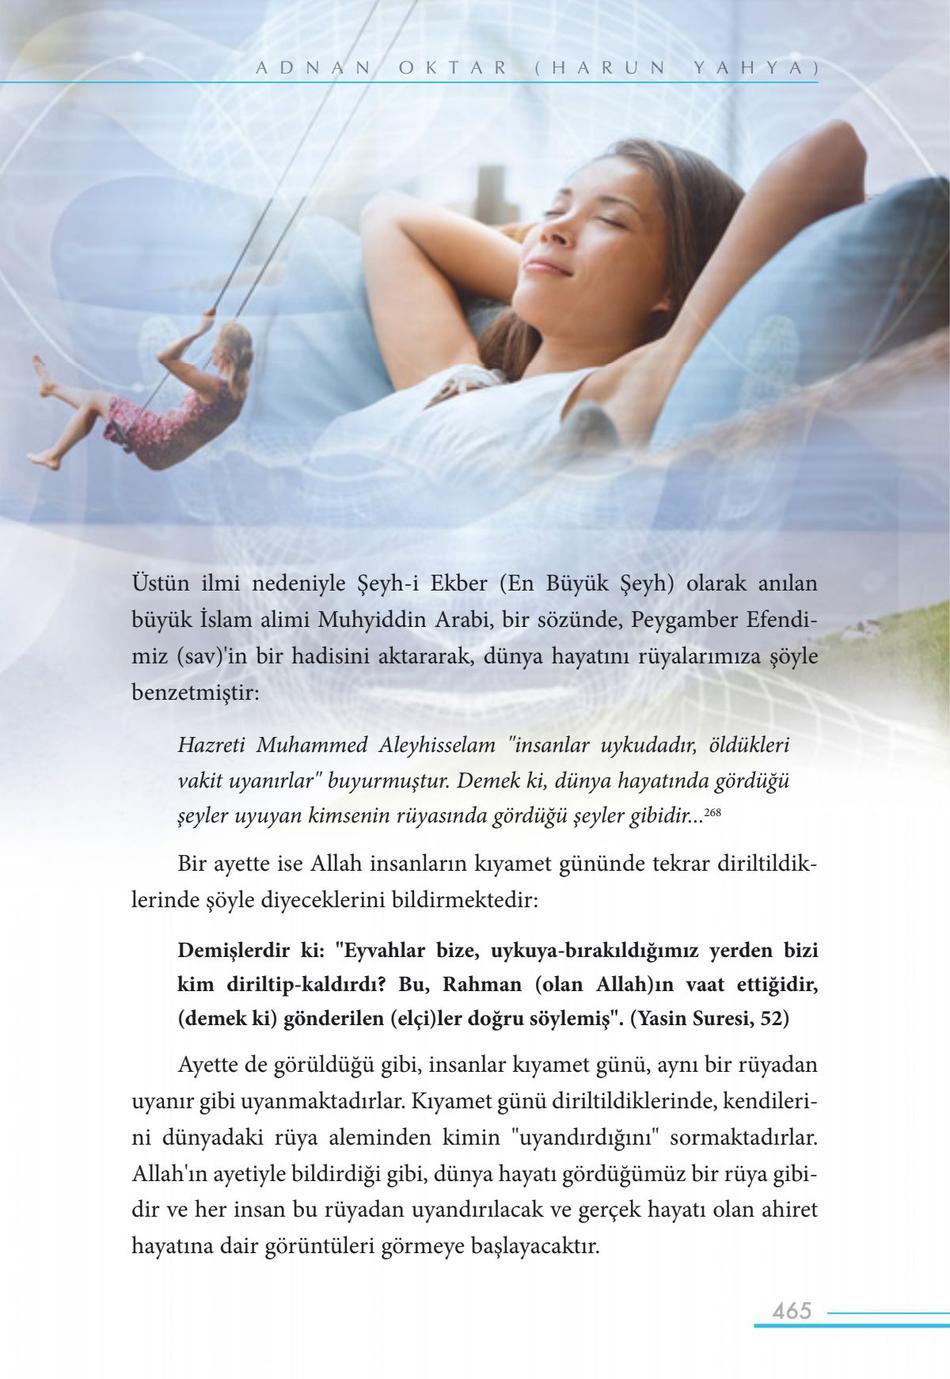 ADNAN OKTAR (HARUN YAHYA)
Üstün ilmi nedeniyle Şeyh-i Ekber (En Büyük Şeyh) olarak anılan
büyük İslam alimi Muhyiddin Arabi, bir sözünde, Peygamber Efendi-
miz (sav)'in bir hadisini aktararak, dünya hayatını rüyalarımıza şöyle
benzetmiştir:
Hazreti Muhammed Aleyhisselam "insanlar uykudadır, öldükleri
vakit uyanırlar" buyurmuştur. Demek ki, dünya hayatında gördüğü
şeyler uyuyan kimsenin rüyasında gördüğü şeyler gibidir...268
Bir ayette ise Allah insanların kıyamet gününde tekrar diriltildik-
lerinde şöyle diyeceklerini bildirmektedir:
Demişlerdir ki: "Eyvahlar bize, uykuya-bırakıldığımız yerden bizi
kim diriltip-kaldırdı? Bu, Rahman (olan Allah)ın vaat ettiğidir,
(demek ki) gönderilen (elçi)ler doğru söylemiş". (Yasin Suresi, 52)
Ayette de görüldüğü gibi, insanlar kıyamet günü, aynı bir rüyadan
uyanır gibi uyanmaktadırlar. Kıyamet günü diriltildiklerinde, kendileri-
ni dünyadaki rüya aleminden kimin "uyandırdığını" sormaktadırlar.
Allah'ın ayetiyle bildirdiği gibi, dünya hayatı gördüğümüz bir rüya gibi-
dir ve her insan bu rüyadan uyandırılacak ve gerçek hayatı olan ahiret
hayatına dair görüntüleri görmeye başlayacaktır.
465